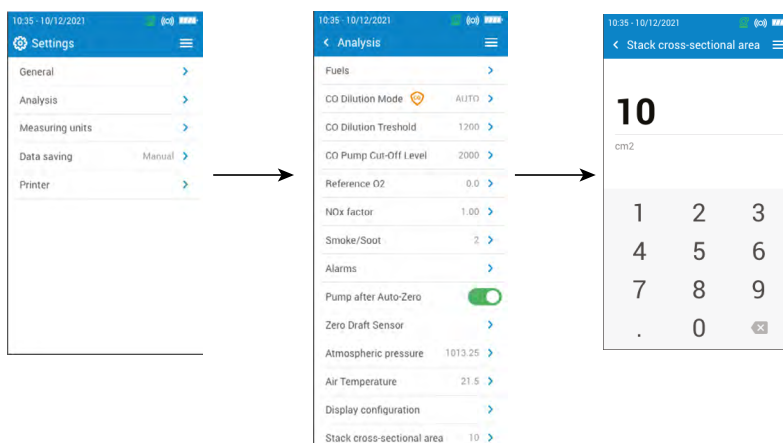 10:35 - 10/12/2021
Settings
General
Analysis
Measuring units
Data saving Manual
Printer
10:35 - 10/12/2021
Analysis
Fuels
CO Dilution Mode CO AUTO
CO Dilution Treshold 1200
CO Pump Cut-Off Level 2000
Reference O2 0.0
NOx factor 1.00
Smoke/Soot 2
Alarms
Pump after Auto-Zero
Zero Draft Sensor
Atmospheric pressure 1013.25
Air Temperature 21.5
Display configuration
Stack cross-sectional area 10
10:35 - 10/12/2021
Stack cross-sectional area
10
cm2
1 2 3
4 5 6
7 8 9
. 0